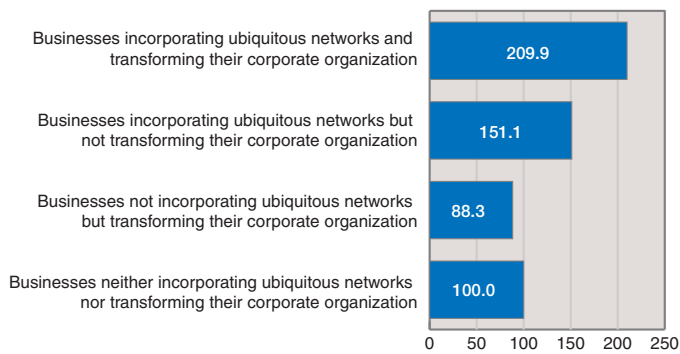 Businesses incorporating ubiquitous networks and
transforming their corporate organization
209.9
Businesses incorporating ubiquitous networks but
not transforming their corporate organization
151.1
Businesses not incorporating ubiquitous networks
but transforming their corporate organization
88.3
Businesses neither incorporating ubiquitous networks
nor transforming their corporate organization
100.0
0 50 100 150 200 250